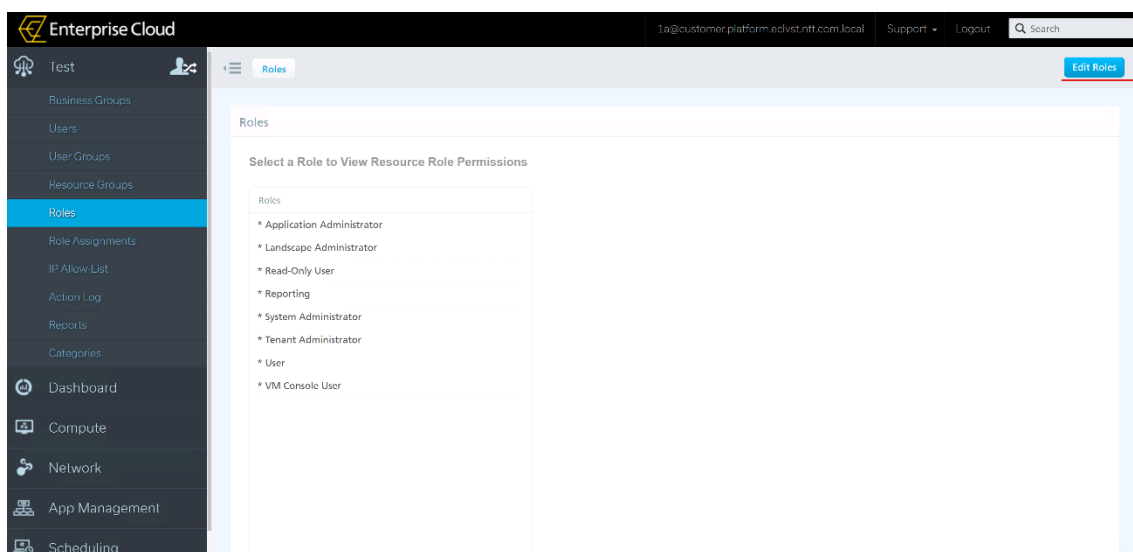 Enterprise Cloud
1a@customer.platform.eclvst.ntt.com.local Support Logout Search
Test
Roles
Edit Roles
Business Groups
Users
User Groups
Resource Groups
Roles
Role Assignments
IP Allow-List
Action Log
Reports
Categories
Dashboard
Compute
Network
App Management
Scheduling
Roles
Select a Role to View Resource Role Permissions
Roles
* Application Administrator
* Landscape Administrator
* Read-Only User
* Reporting
* System Administrator
* Tenant Administrator
* User
* VM Console User